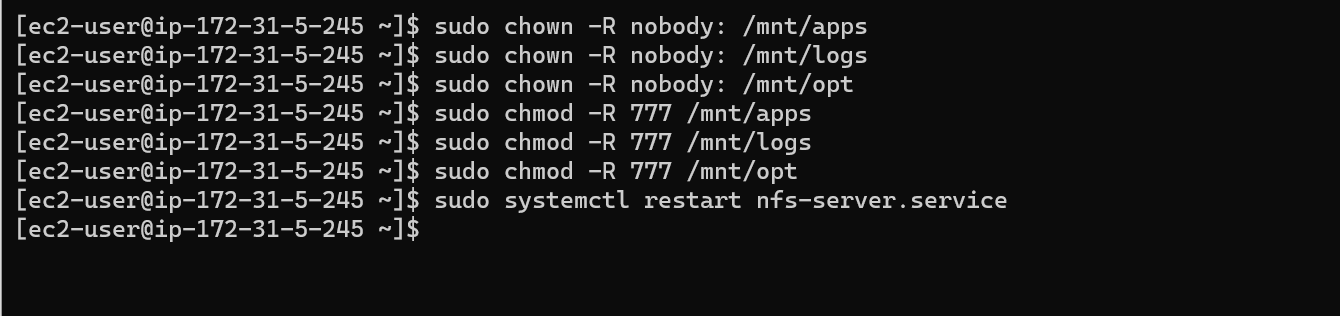 [ec2-user@ip-172-31-5-245 ~]$ sudo chown -R nobody: /mnt/apps
[ec2-user@ip-172-31-5-245 ~]$ sudo chown -R nobody: /mnt/logs
[ec2-user@ip-172-31-5-245 ~]$ sudo chown -R nobody: /mnt/opt
[ec2-user@ip-172-31-5-245 ~]$ sudo chmod -R 777 /mnt/apps
[ec2-user@ip-172-31-5-245 ~]$ sudo chmod -R 777 /mnt/logs
[ec2-user@ip-172-31-5-245 ~]$ sudo chmod -R 777 /mnt/opt
[ec2-user@ip-172-31-5-245 ~]$ sudo systemctl restart nfs-server.service
[ec2-user@ip-172-31-5-245 ~]$